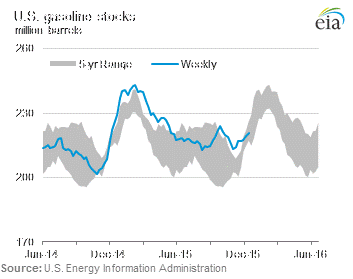 U.S. gasoline stocks
million barrels
eia
260
5-yr Range
Weekly
230
200
170
Jun-14
Dec-14
Jun-15
Dec-15
Jun-16
Source: U.S. Energy Information Administration